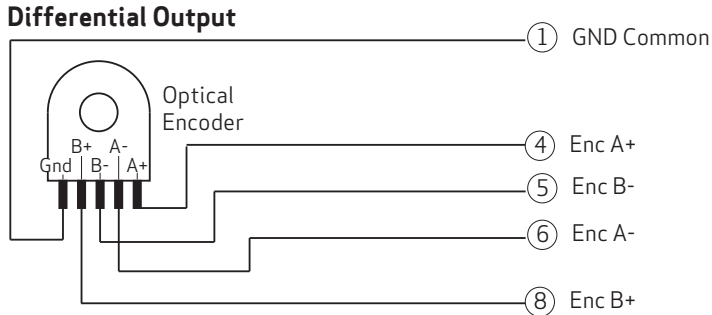 Differential Output
1 GND Common
Optical
Encoder
B+ A-
Gnd B- A+
4 Enc A+
5 Enc B-
6 Enc A-
8 Enc B+